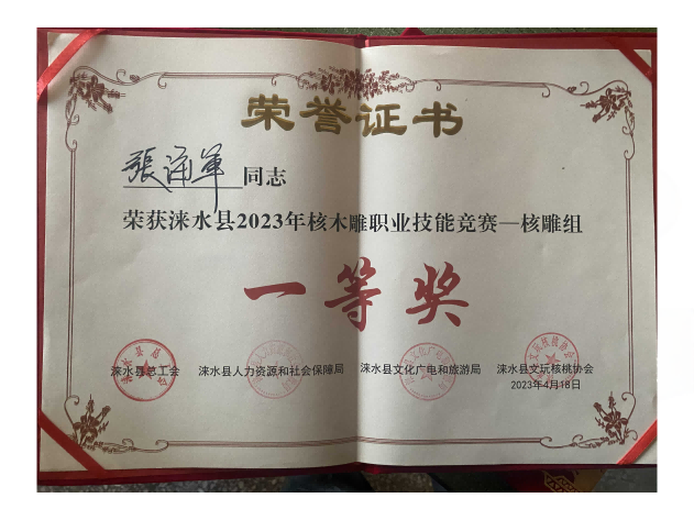 荣誉证书
張海军 同志
荣获涞水县2023年核木雕职业技能竞赛—核雕组
一等奖
涞水县总工会 涞水县人力资源和社会保障局 涞水县文化广电和旅游局 涞水县文玩核桃协会
2023年4月18日